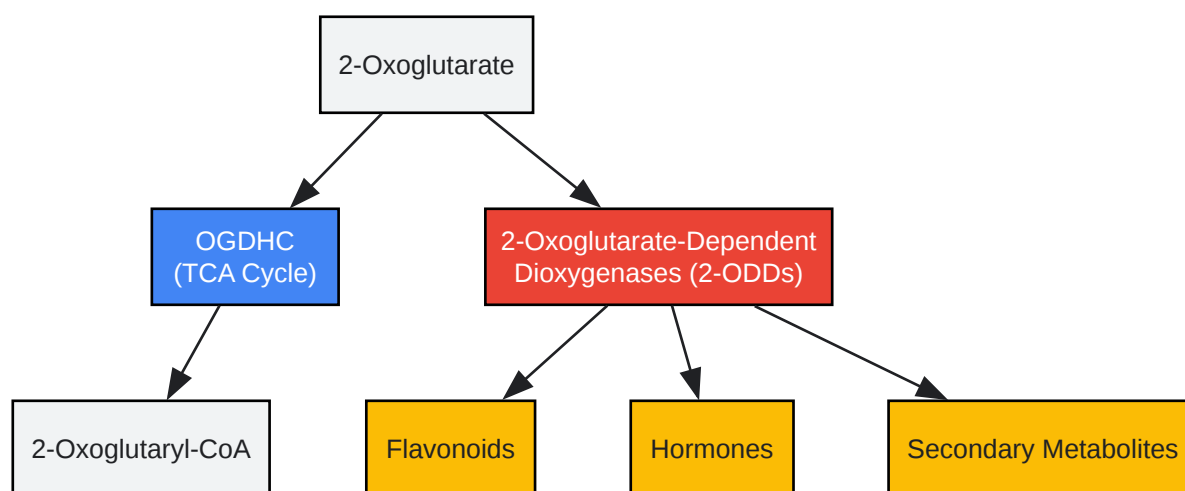 2-Oxoglutarate
OGDHC
(TCA Cycle)
2-Oxoglutarate-Dependent
Dioxygenases (2-ODDs)
2-Oxoglutaryl-CoA
Flavonoids
Hormones
Secondary Metabolites